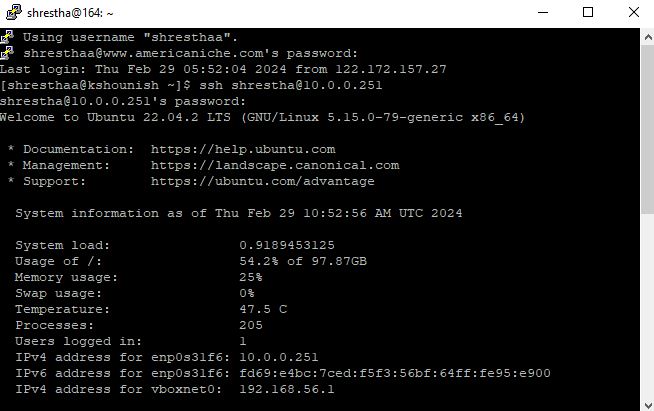 shrestha@164: ~
Using username "shresthaa".
shresthaa@www.americaniche.com's password:
Last login: Thu Feb 29 05:52:04 2024 from 122.172.157.27
[shresthaa@kshounish ~]$ ssh shrestha@10.0.0.251
shrestha@10.0.0.251's password:
Welcome to Ubuntu 22.04.2 LTS (GNU/Linux 5.15.0-79-generic x86_64)
* Documentation:  https://help.ubuntu.com
* Management:     https://landscape.canonical.com
* Support:        https://ubuntu.com/advantage
System information as of Thu Feb 29 10:52:56 AM UTC 2024
System load:                0.9189453125
Usage of /:                 54.2% of 97.87GB
Memory usage:               25%
Swap usage:                 0%
Temperature:                47.5 C
Processes:                  205
Users logged in:            1
IPv4 address for enp0s31f6: 10.0.0.251
IPv6 address for enp0s31f6: fd69:e4bc:7ced:f5f3:56bf:64ff:fe95:e900
IPv4 address for vboxnet0:  192.168.56.1